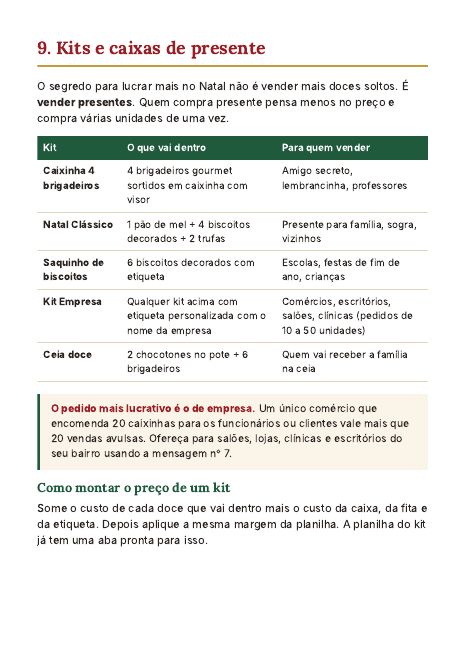 9. Kits e caixas de presente
O segredo para lucrar mais no Natal não é vender mais doces soltos. É
vender presentes. Quem compra presente pensa menos no preço e
compra várias unidades de uma vez.
Kit O que vai dentro Para quem vender
Caixinha 4 4 brigadeiros gourmet Amigo secreto,
brigadeiros sortidos em caixinha com lembrancinha, professores
visor
Natal Clássico 1 pão de mel + 4 biscoitos Presente para família, sogra,
decorados + 2 trufas vizinhos
Saquinho de 6 biscoitos decorados com Escolas, festas de fim de
biscoitos etiqueta ano, crianças
Kit Empresa Qualquer kit acima com Comércios, escritórios,
etiqueta personalizada com o salões, clínicas (pedidos de
nome da empresa 10 a 50 unidades)
Ceia doce 2 chocotones no pote + 6 Quem vai receber a família
brigadeiros na ceia
O pedido mais lucrativo é o de empresa. Um único comércio que
encomenda 20 caixinhas para os funcionários ou clientes vale mais que
20 vendas avulsas. Ofereça para salões, lojas, clínicas e escritórios do
seu bairro usando a mensagem nº 7.
Como montar o preço de um kit
Some o custo de cada doce que vai dentro mais o custo da caixa, da fita e
da etiqueta. Depois aplique a mesma margem da planilha. A planilha do kit
já tem uma aba pronta para isso.